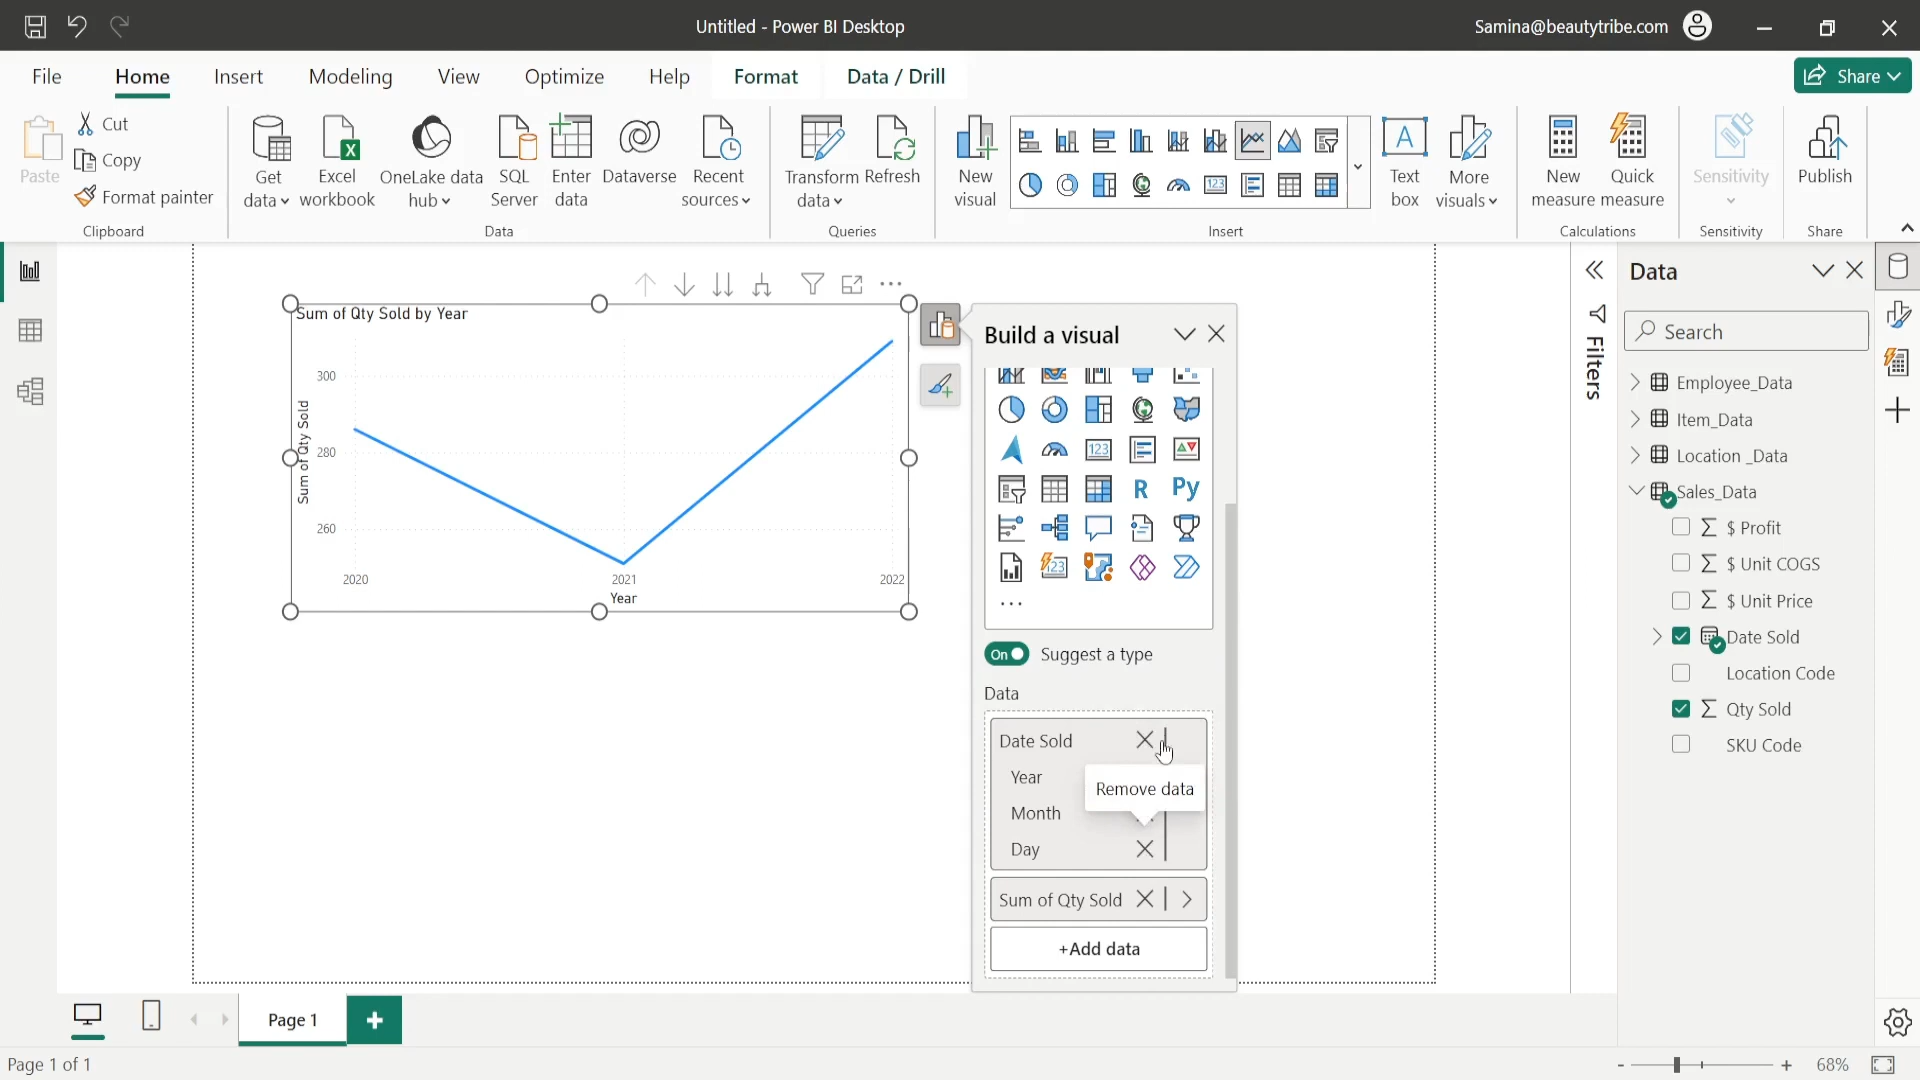 Untitled - Power BI Desktop
Samina@beautytribe.com
File Home Insert Modeling View Optimize Help Format Data / Drill
Share
Paste
Cut
Copy
Format painter
Clipboard
Get data
Excel workbook
OneLake data hub
SQL Server
Enter data
Dataverse
Recent sources
Data
Transform data
Refresh
Queries
New visual
123
A
Text box
More visuals
Insert
New measure
Quick measure
Calculations
Sensitivity
Sensitivity
Publish
Share
Sum of Qty Sold by Year
Sum of Qty Sold
300
280
260
2020
2021
2022
Year
Build a visual
123
R
Py
123
On
Suggest a type
Data
Date Sold
Year
Remove data
Month
Day
Sum of Qty Sold
+Add data
Filters
Data
Search
Employee_Data
Item_Data
Location _Data
Sales_Data
Σ $ Profit
Σ $ Unit COGS
Σ $ Unit Price
Date Sold
Location Code
Σ Qty Sold
SKU Code
Page 1
Page 1 of 1
- + 68%